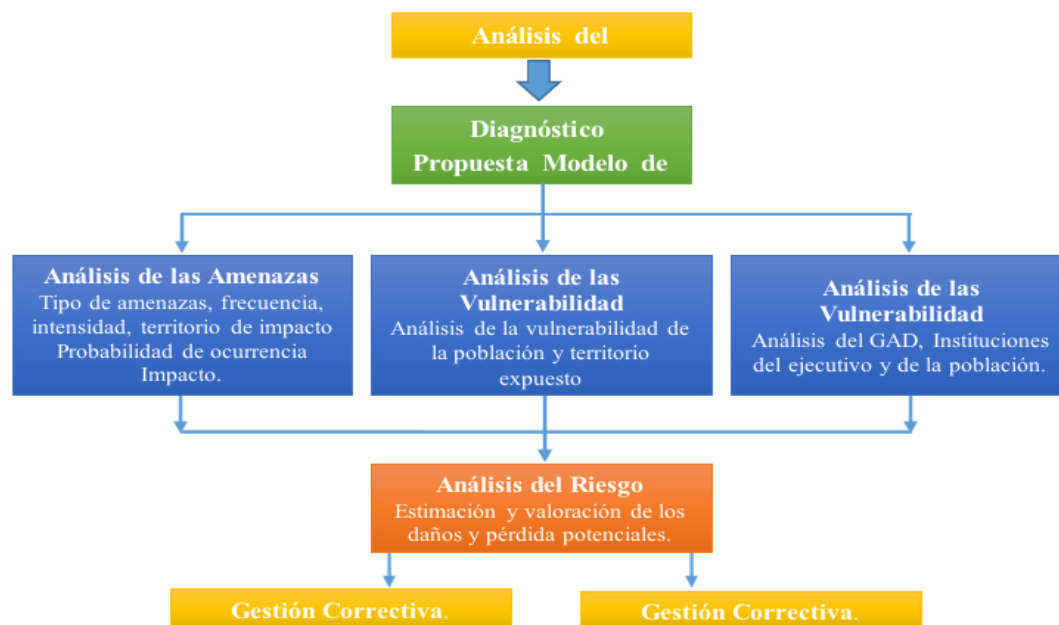 Análisis del
Diagnóstico
Propuesta Modelo de
Análisis de las Amenazas
Tipo de amenazas, frecuencia,
intensidad, territorio de impacto
Probabilidad de ocurrencia
Impacto.
Análisis de las
Vulnerabilidad
Análisis de la vulnerabilidad de
la población y territorio
expuesto
Análisis de las
Vulnerabilidad
Análisis del GAD, Instituciones
del ejecutivo y de la población.
Análisis del Riesgo
Estimación y valoración de los
daños y pérdida potenciales.
Gestión Correctiva.
Gestión Correctiva.